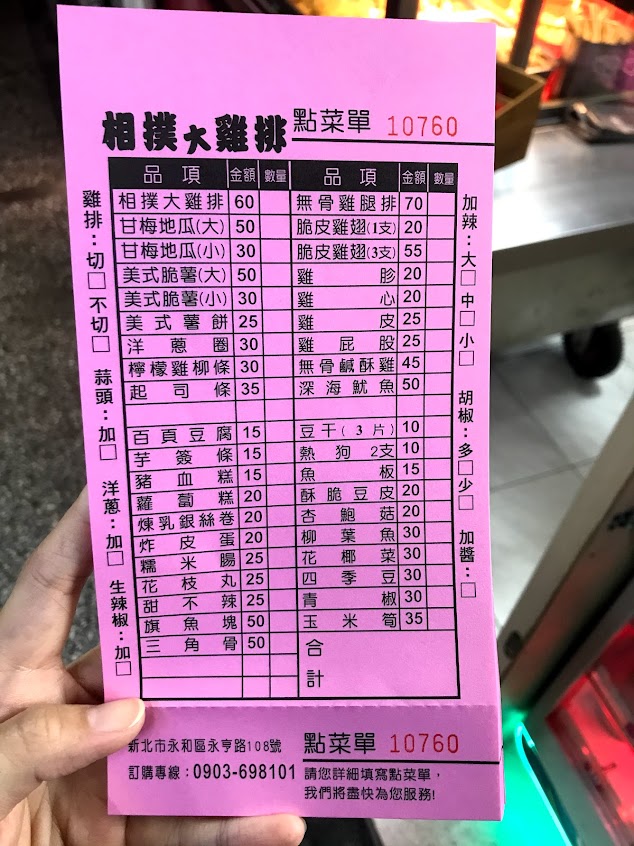 相撲大雞排 點菜單 10760
品項 金額 數量 品項 金額 數量
相撲大雞排 60 無骨雞腿排 70
甘梅地瓜(大) 50 脆皮雞翅(1支) 20
甘梅地瓜(小) 30 脆皮雞翅(3支) 55
美式脆薯(大) 50 雞胗 20
美式脆薯(小) 30 雞心 20
美式薯餅 25 雞皮 25
洋蔥圈 30 雞屁股 25
檸檬雞柳條 30 無骨鹹酥雞 45
起司條 35 深海魷魚 50
百頁豆腐 15 豆干(3片) 10
芋簽條 15 熱狗2支 10
豬血糕 15 魚板 15
蘿蔔糕 20 酥脆豆皮 20
煉乳銀絲卷 20 杏鮑菇 20
炸皮蛋 20 柳葉魚 30
糯米腸 25 花椰菜 30
花枝丸 25 四季豆 30
甜不辣 25 青椒 30
旗魚塊 50 玉米筍 35
三角骨 50 合計
雞排：切□ 不切□ 蒜頭：加□ 洋蔥：加□ 生辣椒：加□
加辣：大□ 中□ 小□ 胡椒：多□ 少□ 加醬：□
新北市永和區永亨路108號 點菜單 10760
訂購專線：0903-698101 請您詳細填寫點菜單，
我們將盡快為您服務!